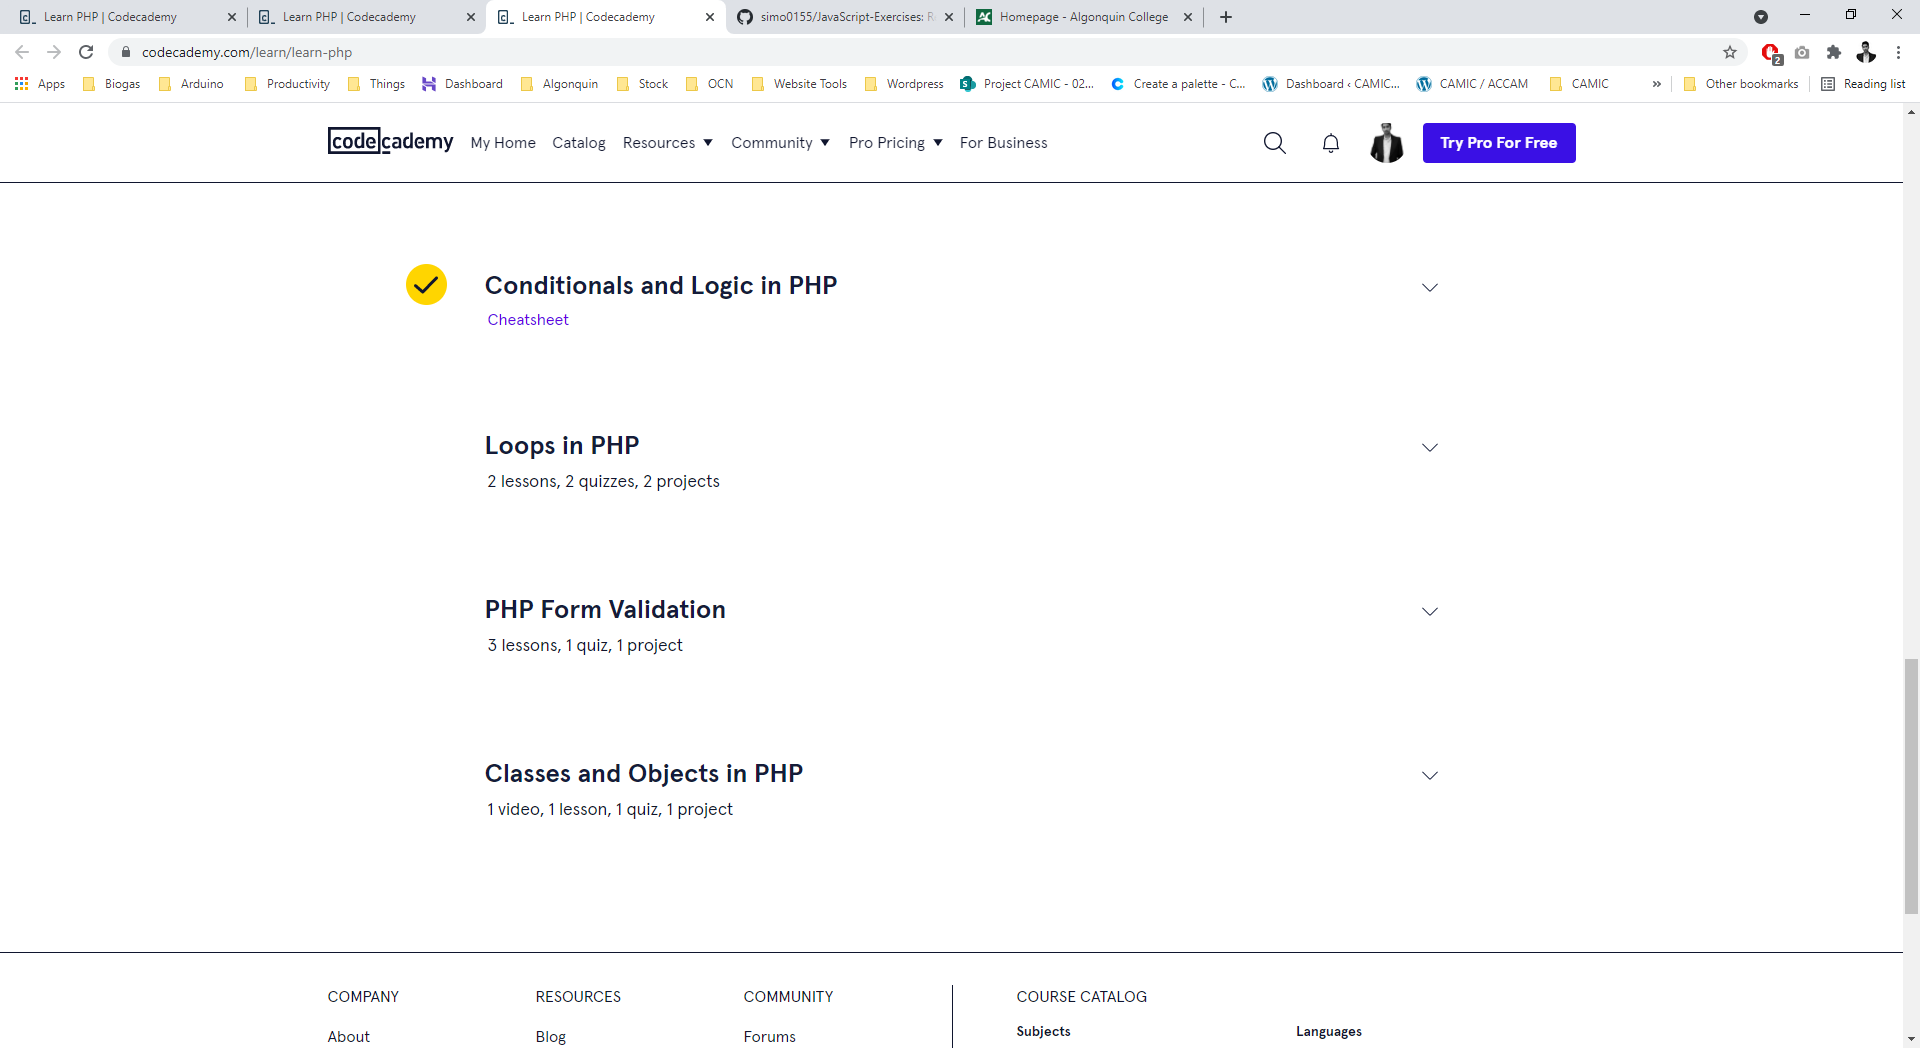 Learn PHP | Codecademy
Learn PHP | Codecademy
Learn PHP | Codecademy
simo0155/JavaScript-Exercises: R
Homepage - Algonquin College
codecademy.com/learn/learn-php
2
Apps Biogas Arduino Productivity Things Dashboard Algonquin Stock OCN Website Tools Wordpress Project CAMIC - 02... Create a palette - C... Dashboard ‹ CAMIC... CAMIC / ACCAM CAMIC » Other bookmarks Reading list
codecademy My Home Catalog Resources Community Pro Pricing For Business Try Pro For Free
Conditionals and Logic in PHP
Cheatsheet
Loops in PHP
2 lessons, 2 quizzes, 2 projects
PHP Form Validation
3 lessons, 1 quiz, 1 project
Classes and Objects in PHP
1 video, 1 lesson, 1 quiz, 1 project
COMPANY RESOURCES COMMUNITY COURSE CATALOG
Subjects Languages
About Blog Forums